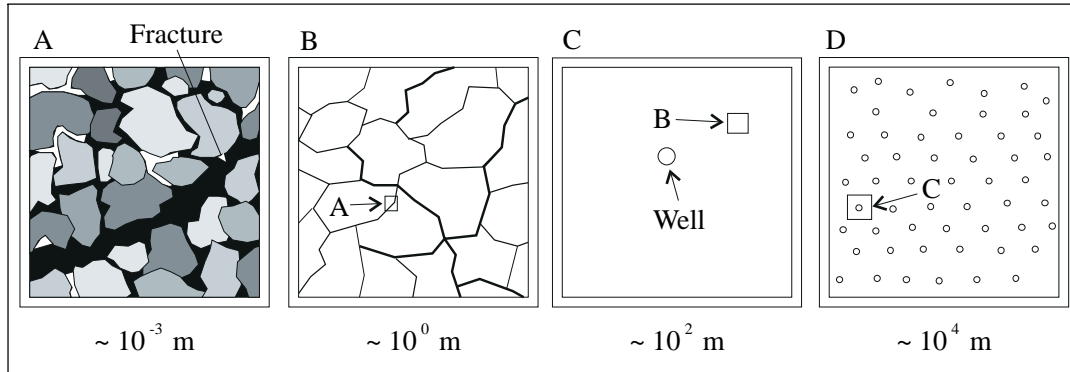 A
Fracture
B
C
D
A
B
Well
C
~ 10⁻³ m
~ 10⁰ m
~ 10² m
~ 10⁴ m